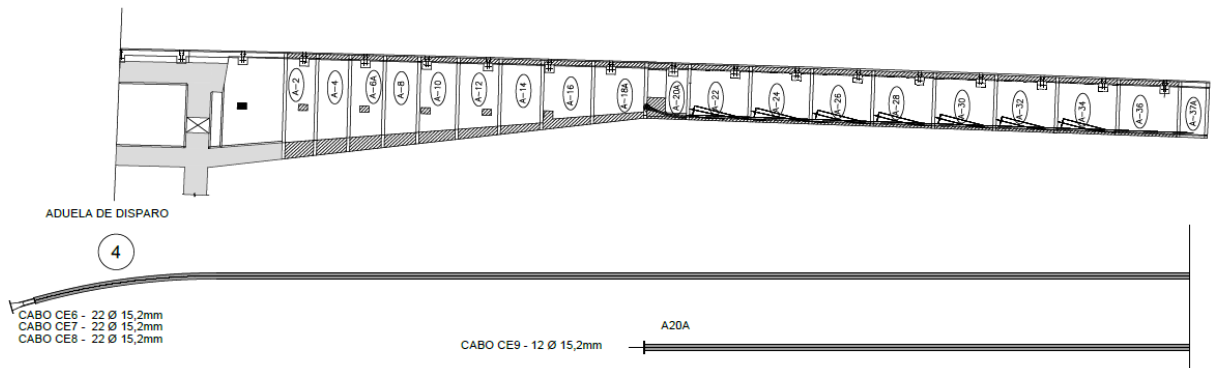 A-2
A-4
A-6A
A-8
A-10
A-12
A-14
A-16
A-18A
A-20A
A-22
A-24
A-26
A-28
A-30
A-32
A-34
A-36
A-37A
ADUELA DE DISPARO
4
CABO CE6 - 22 Ø 15,2mm
CABO CE7 - 22 Ø 15,2mm
CABO CE8 - 22 Ø 15,2mm
A20A
CABO CE9 - 12 Ø 15,2mm